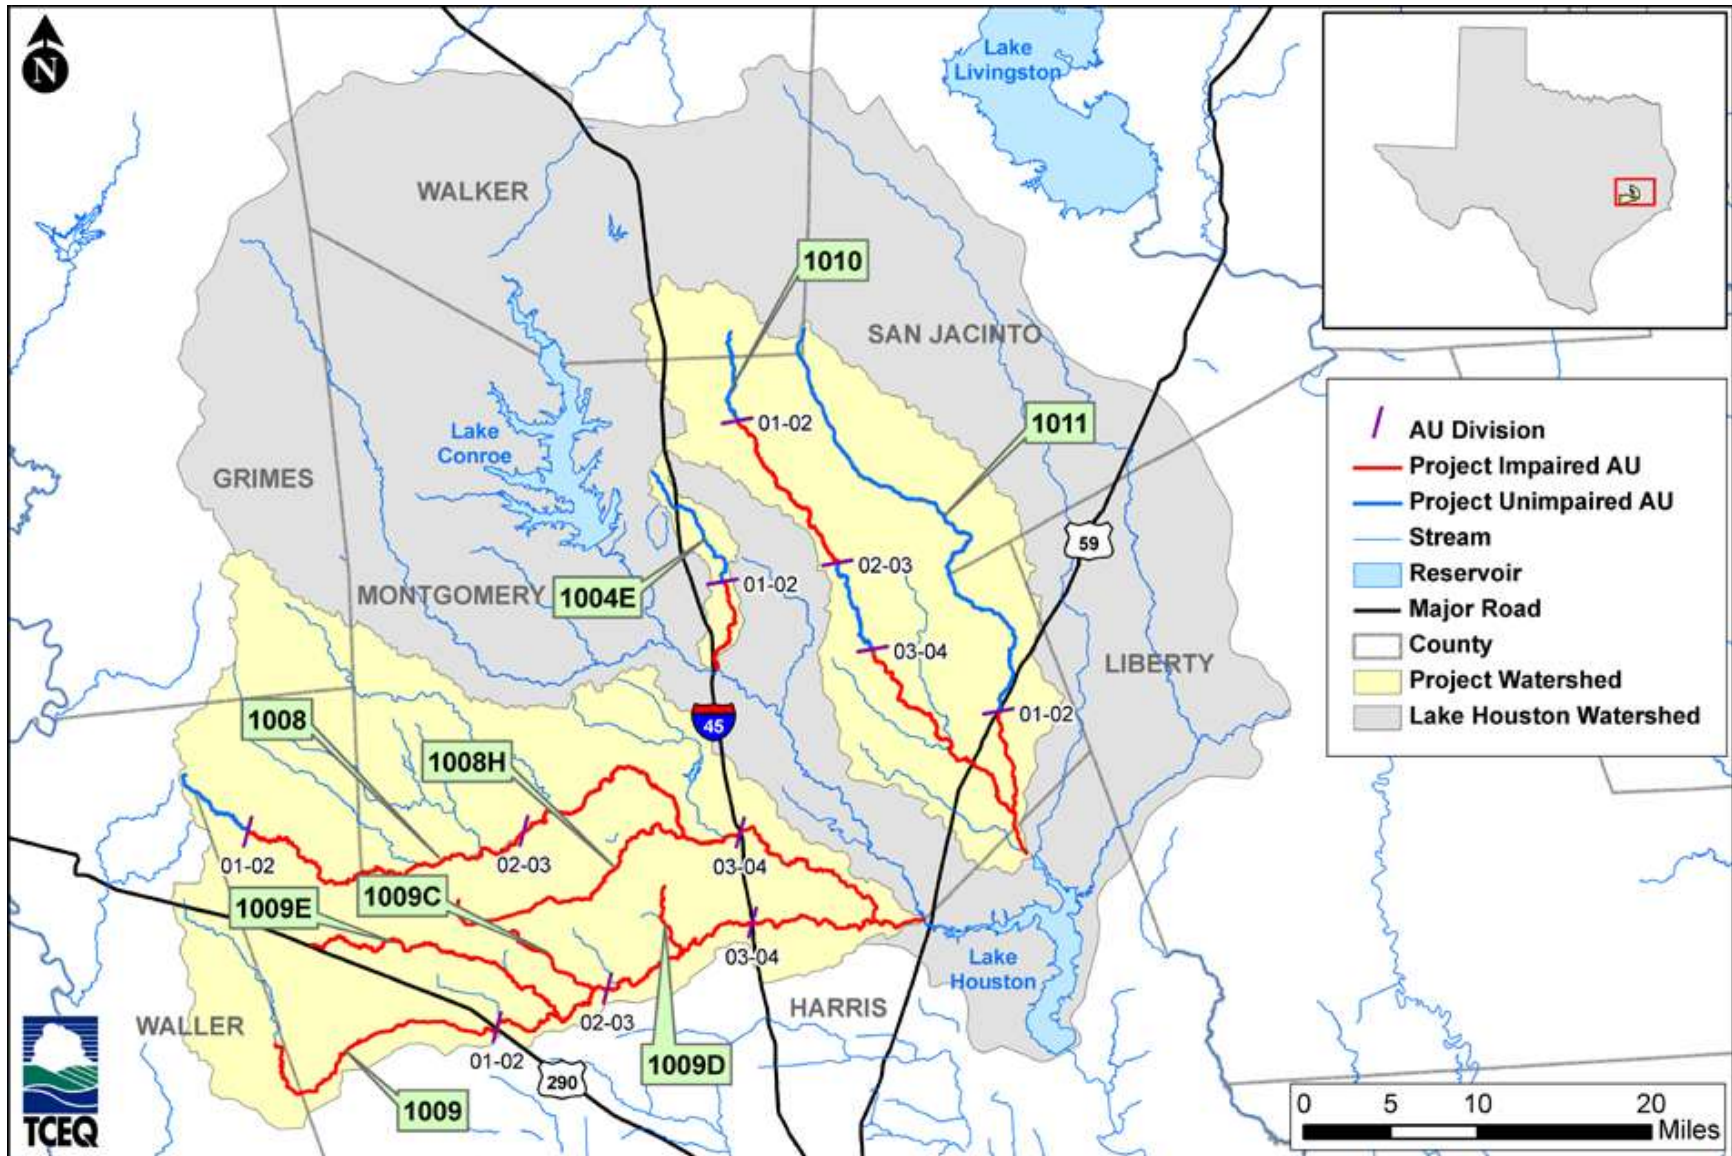 N
Lake
Livingston
WALKER
1010
SAN JACINTO
1011
01-02
Lake
Conroe
GRIMES
59
02-03
MONTGOMERY
1004E
01-02
03-04
LIBERTY
01-02
1008
45
1008H
01-02
02-03
03-04
1009C
1009E
03-04
Lake
Houston
WALLER
02-03
HARRIS
01-02
1009D
290
1009
TCEQ
AU Division
Project Impaired AU
Project Unimpaired AU
Stream
Reservoir
Major Road
County
Project Watershed
Lake Houston Watershed
0 5 10 20
Miles